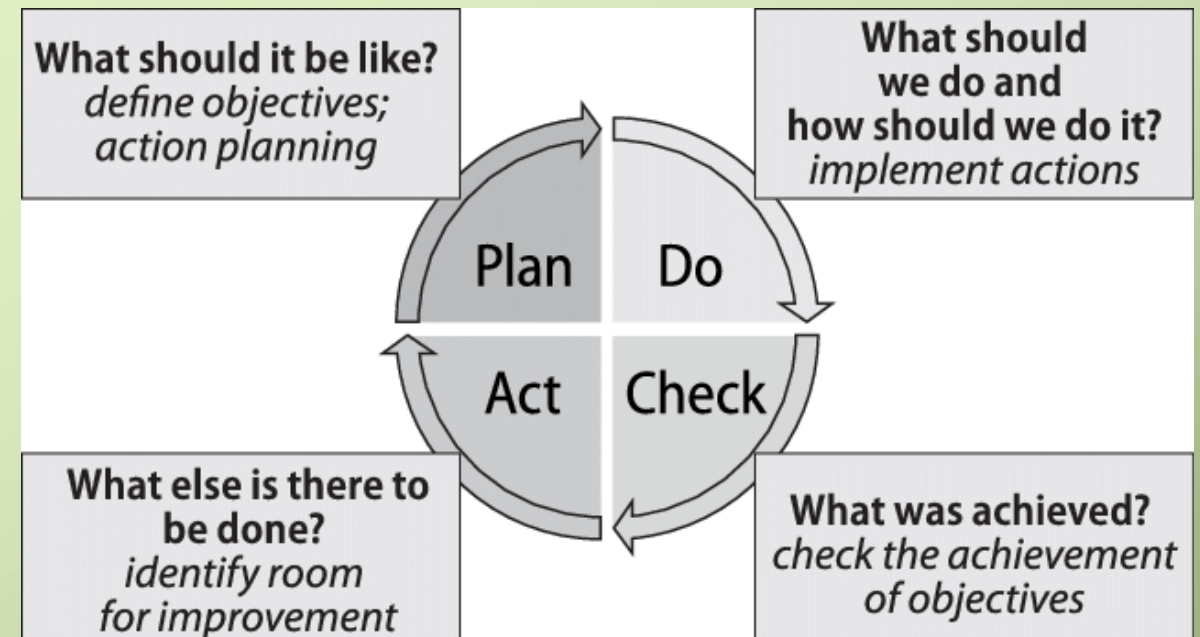 What should it be like?
define objectives;
action planning
What should
we do and
how should we do it?
implement actions
Plan
Do
Act
Check
What else is there to
be done?
identify room
for improvement
What was achieved?
check the achievement
of objectives